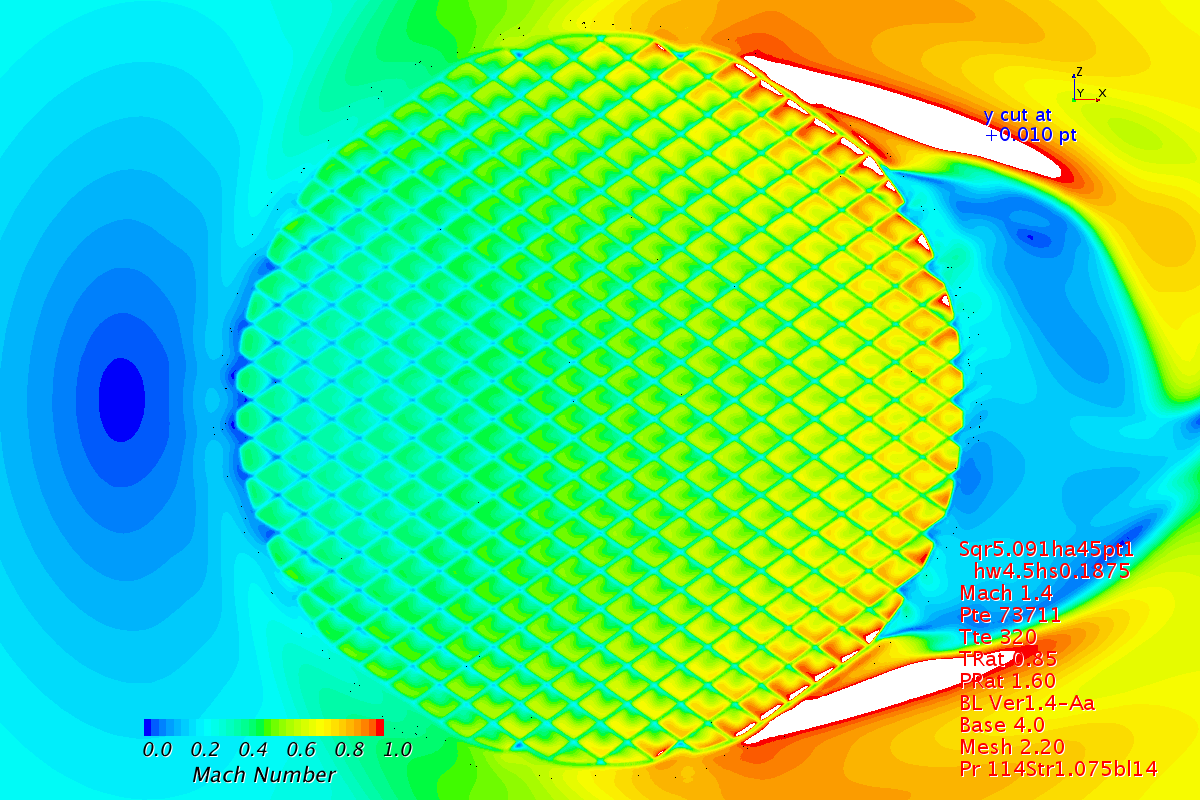 Z
Y X
y cut at
+0.010 pt
Sqr5.091ha45pt1
hw4.5hs0.1875
Mach 1.4
Pte 73711
Tte 320
TRat 0.85
PRat 1.60
BL Ver1.4-Aa
Base 4.0
Mesh 2.20
Pr 114Str1.075bl14
0.0 0.2 0.4 0.6 0.8 1.0
Mach Number